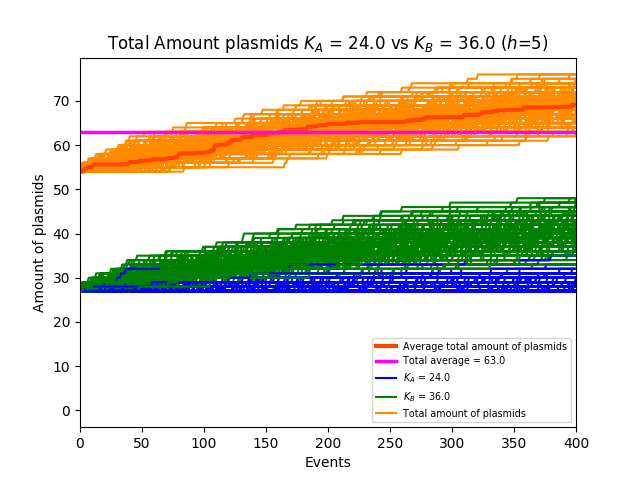 Total Amount plasmids K_A = 24.0 vs K_B = 36.0 (h=5)
Amount of plasmids
70
60
50
40
30
20
10
0
Average total amount of plasmids
Total average = 63.0
K_A = 24.0
K_B = 36.0
Total amount of plasmids
0 50 100 150 200 250 300 350 400
Events